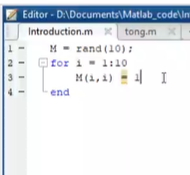 Editor - D:\Documents\Matlab_code\In
Introduction.m × tong.m ×
1 - M = rand(10);
2 - for i = 1:10
3 - M(i,i) = 1
4 - end